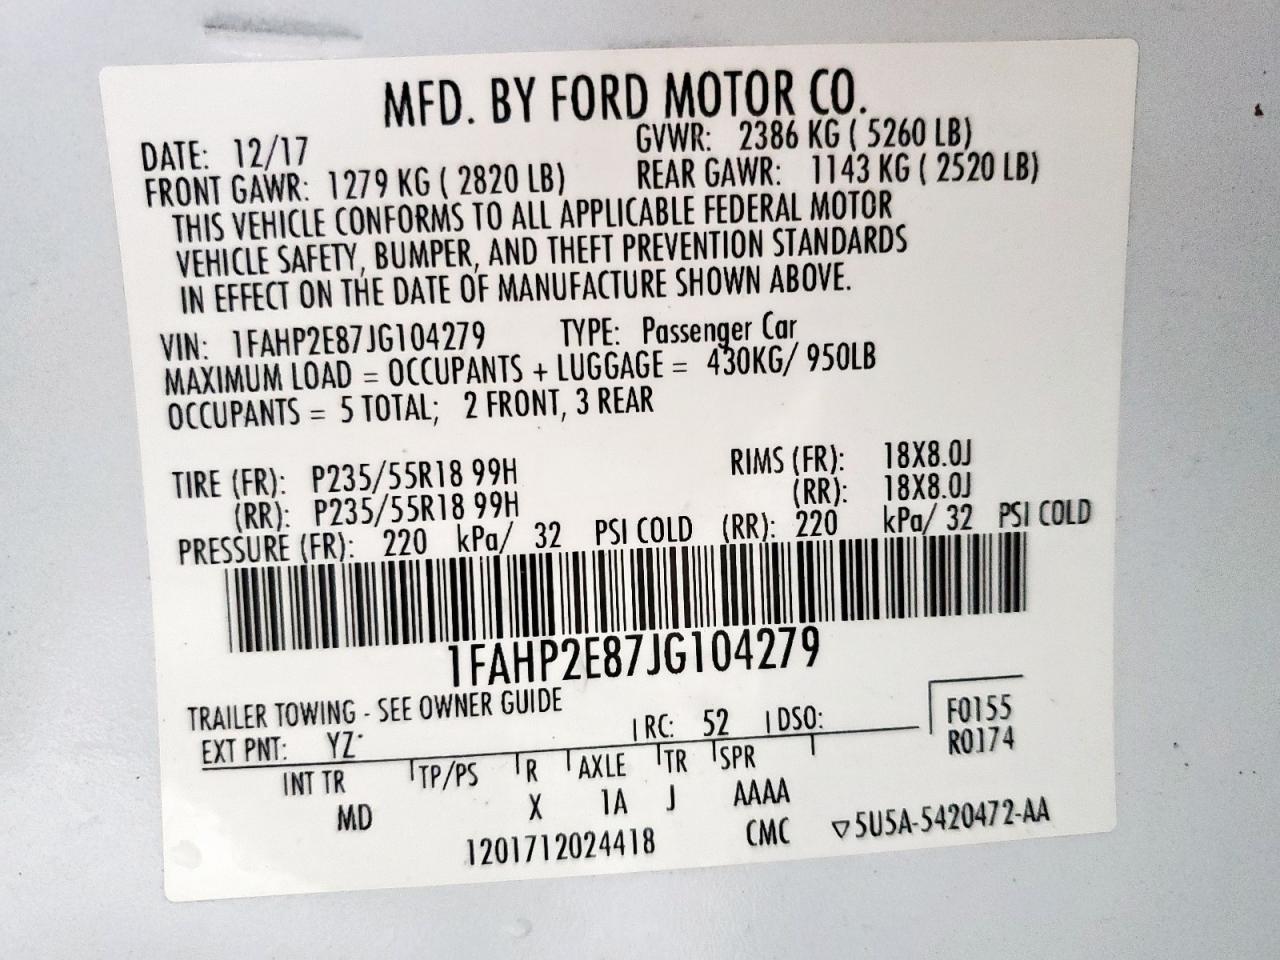 MFD. BY FORD MOTOR CO.
DATE: 12/17 GVWR: 2386 KG ( 5260 LB)
FRONT GAWR: 1279 KG ( 2820 LB) REAR GAWR: 1143 KG ( 2520 LB)
THIS VEHICLE CONFORMS TO ALL APPLICABLE FEDERAL MOTOR
VEHICLE SAFETY, BUMPER, AND THEFT PREVENTION STANDARDS
IN EFFECT ON THE DATE OF MANUFACTURE SHOWN ABOVE.
VIN: 1FAHP2E87JG104279 TYPE: Passenger Car
MAXIMUM LOAD = OCCUPANTS + LUGGAGE = 430KG/ 950LB
OCCUPANTS = 5 TOTAL; 2 FRONT, 3 REAR
TIRE (FR): P235/55R18 99H RIMS (FR): 18X8.0J
(RR): P235/55R18 99H (RR): 18X8.0J
PRESSURE (FR): 220 kPa/ 32 PSI COLD (RR): 220 kPa/ 32 PSI COLD
1FAHP2E87JG104279
TRAILER TOWING - SEE OWNER GUIDE
EXT PNT: YZ RC: 52 DSO: F0155
R0174
INT TR TP/PS R AXLE TR SPR
MD X 1A J AAAA
1201712024418 CMC ▽5U5A-5420472-AA